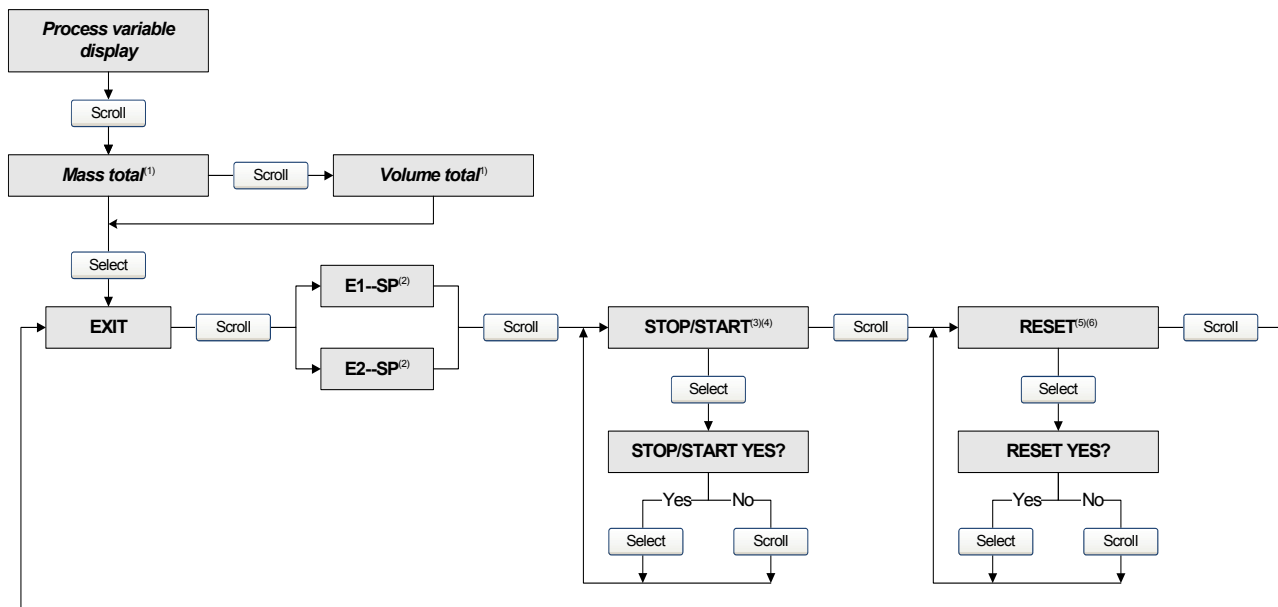 Process variable
display
Scroll
Mass total(1)
Scroll
Volume total1)
Select
EXIT
Scroll
E1--SP(2)
E2--SP(2)
Scroll
STOP/START(3)(4)
Scroll
RESET(5)(6)
Scroll
Select
Select
STOP/START YES?
RESET YES?
Yes
No
Yes
No
Select
Scroll
Select
Scroll